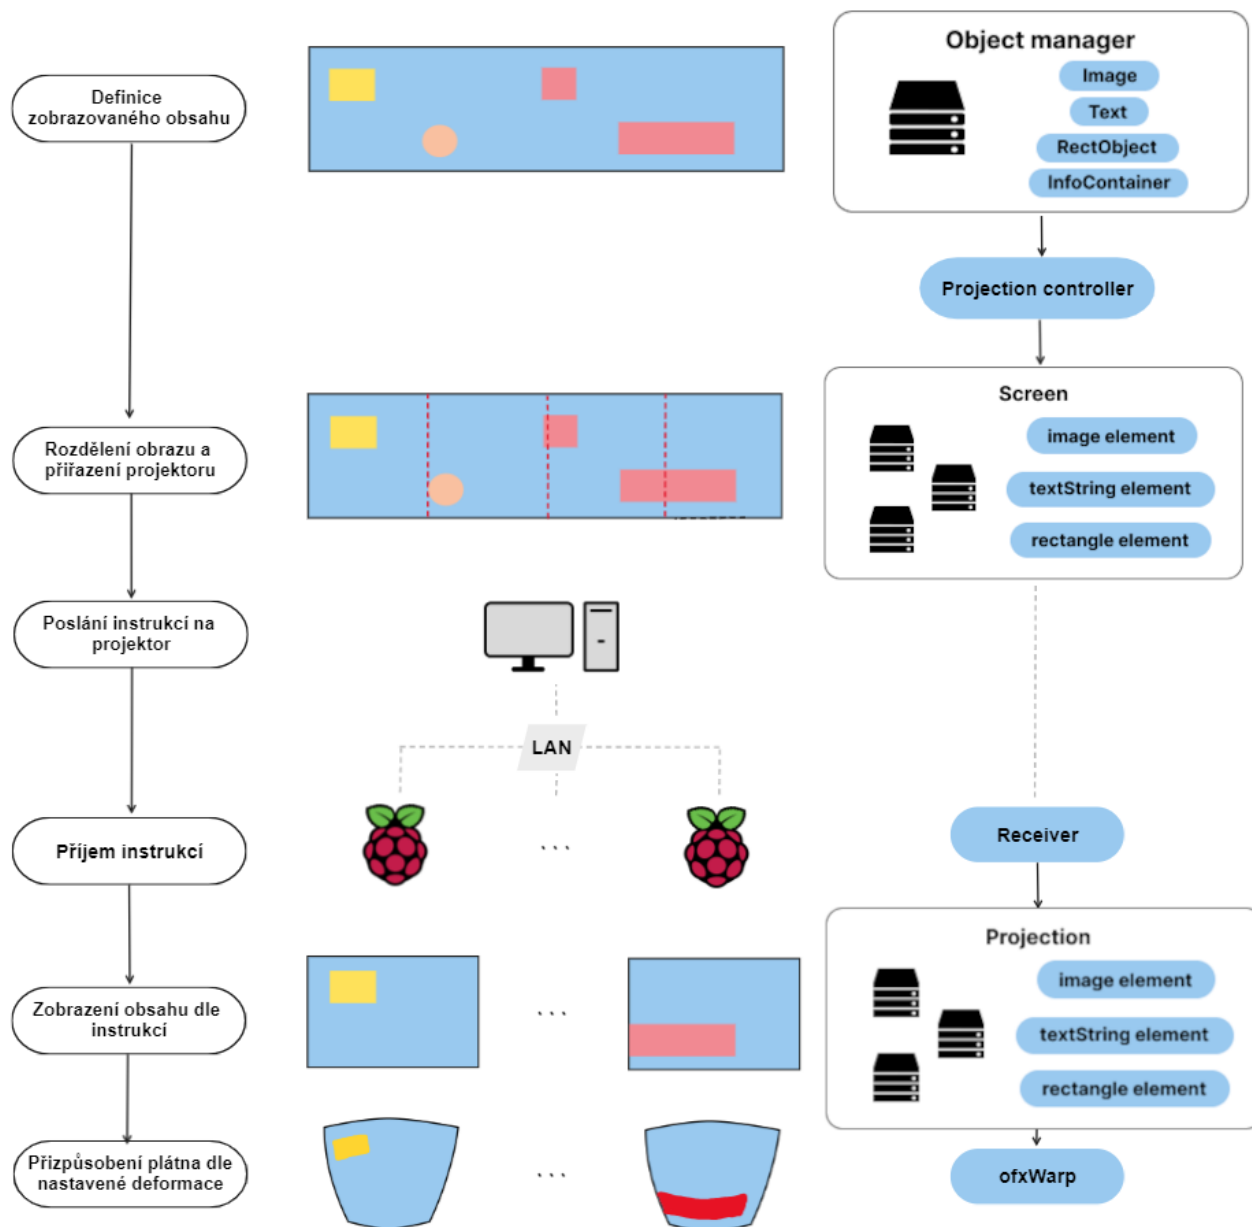 Definice
zobrazovaného obsahu
Rozdělení obrazu a
přiřazení projektoru
Poslání instrukcí na
projektor
Příjem instrukcí
Zobrazení obsahu dle
instrukcí
Přizpůsobení plátna dle
nastavené deformace
LAN
...
...
...
Object manager
Image
Text
RectObject
InfoContainer
Projection controller
Screen
image element
textString element
rectangle element
Receiver
Projection
image element
textString element
rectangle element
ofxWarp